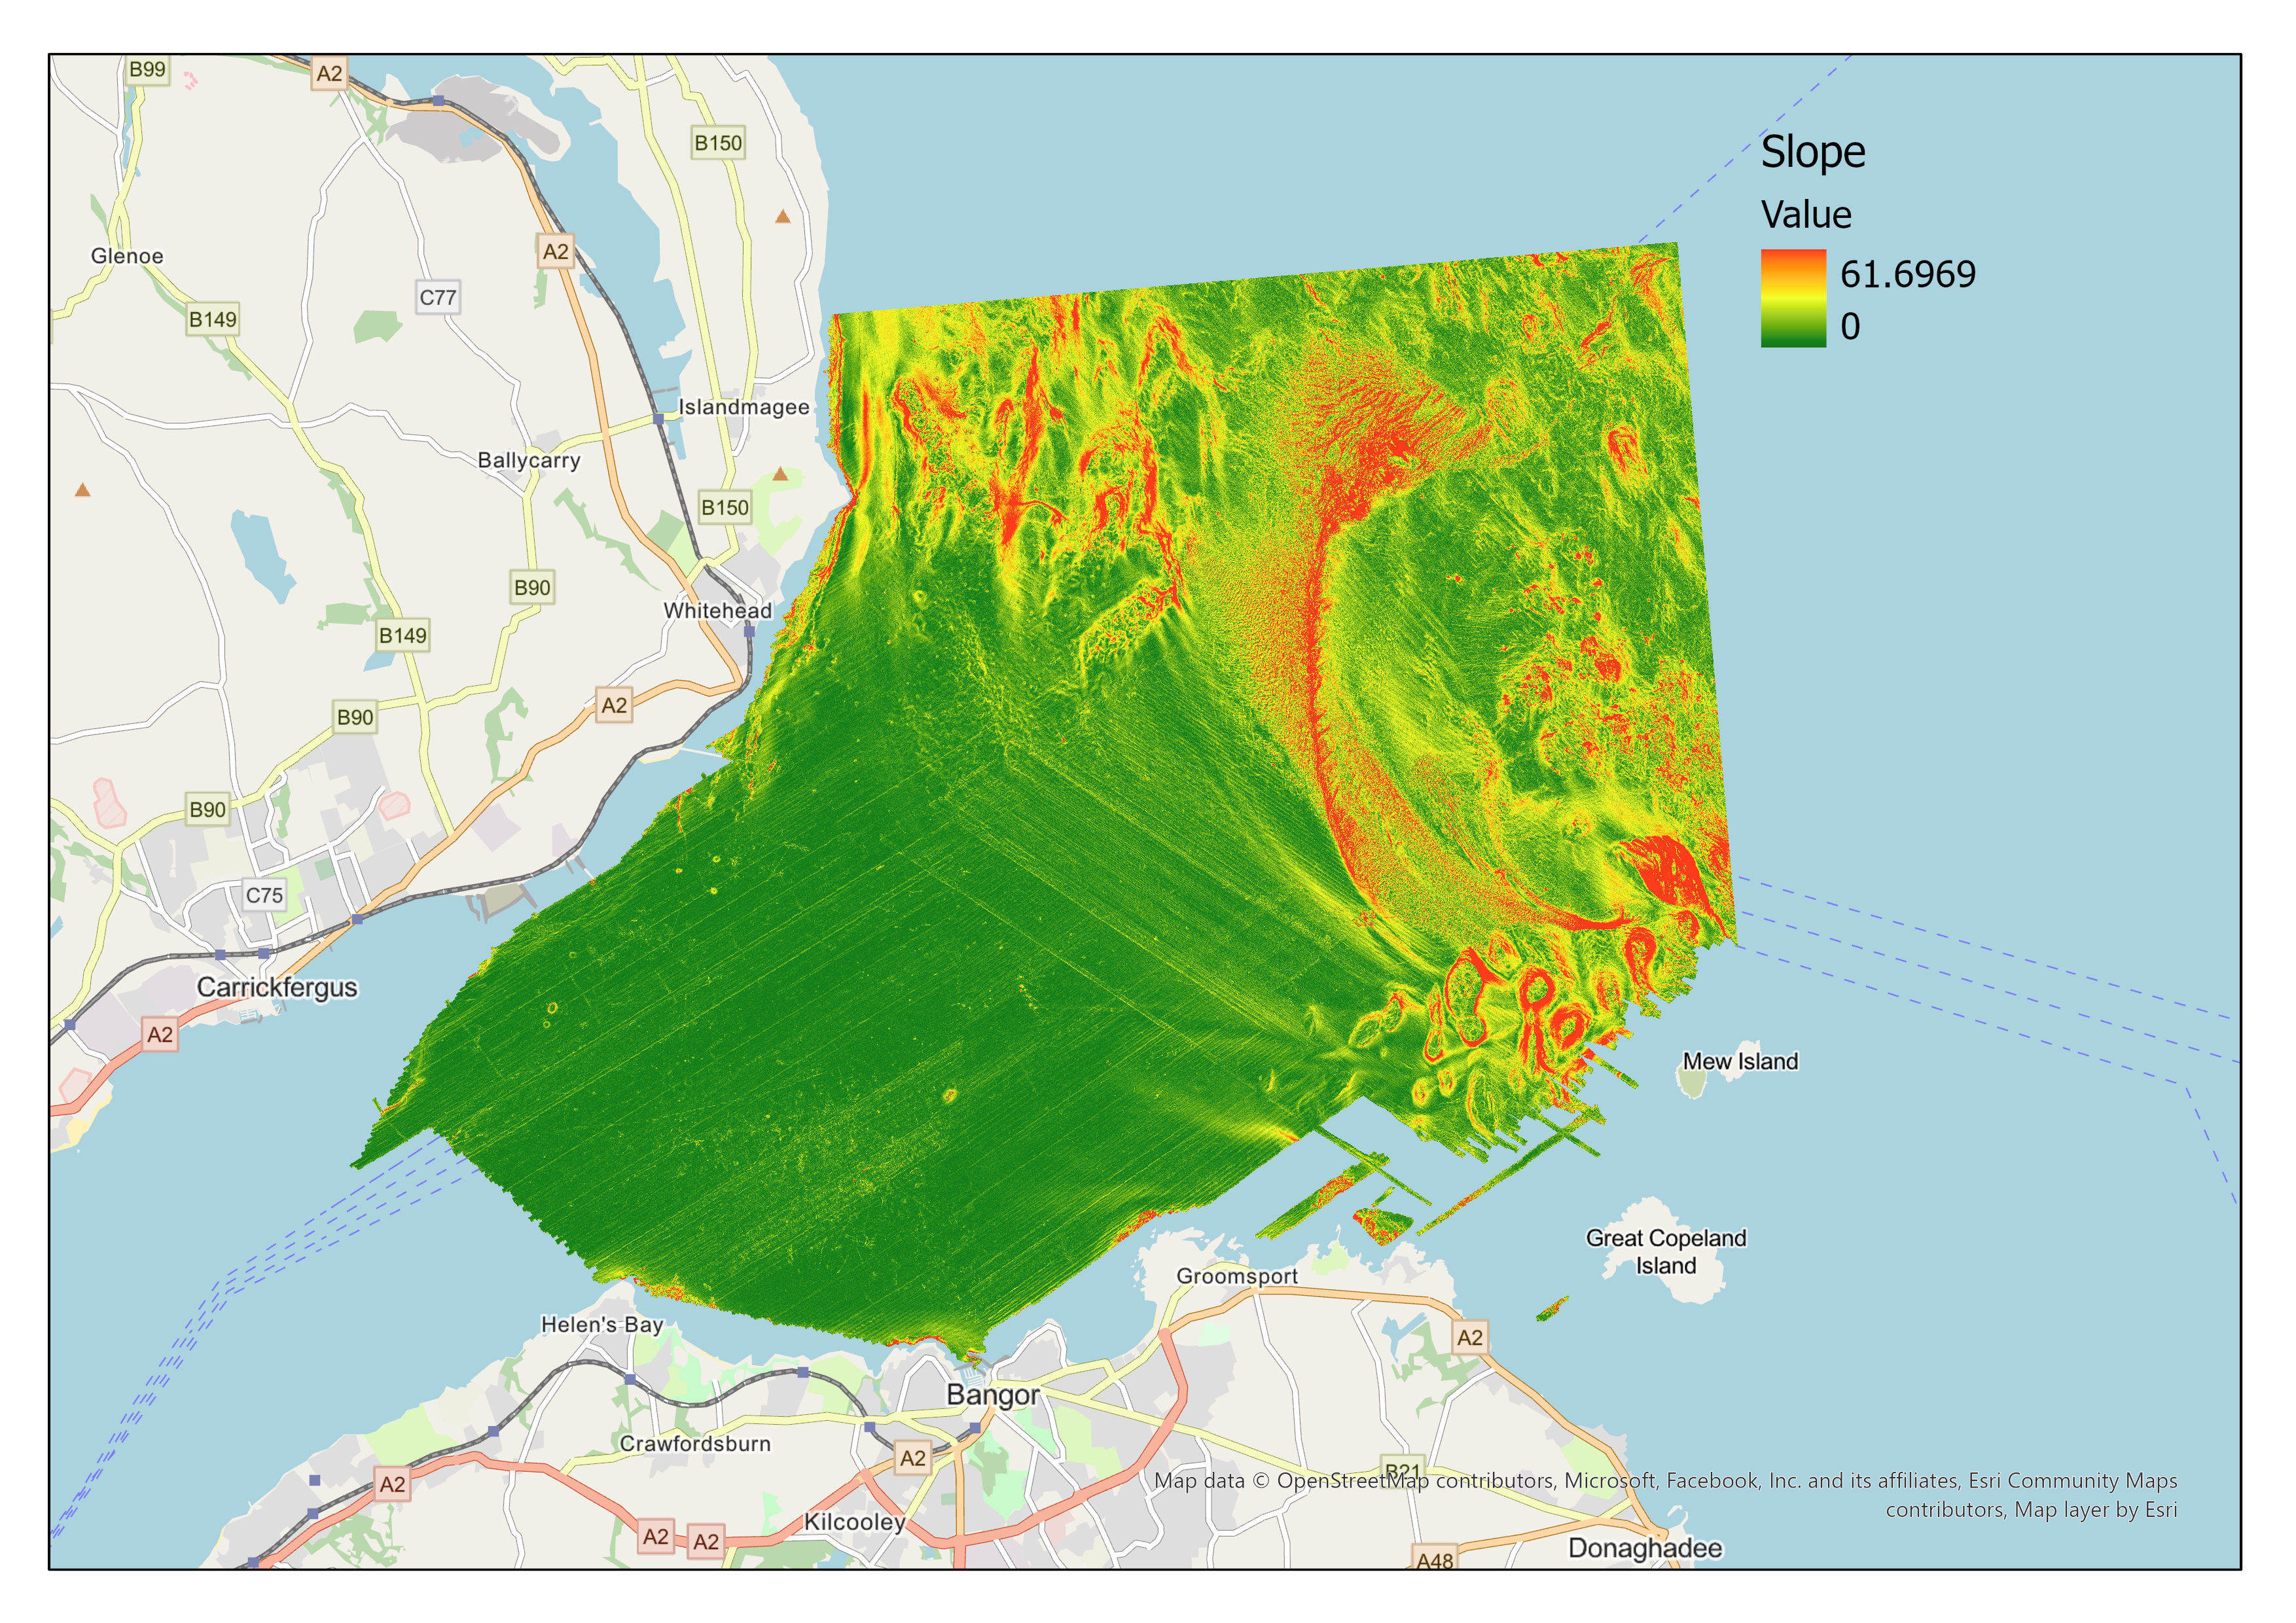 B99
A2
B150
Slope
Value
61.6969
0
Glenoe
A2
C77
B149
Islandmagee
Ballycarry
B150
B90
Whitehead
B149
A2
B90
B90
C75
Carrickfergus
A2
Mew Island
Great Copeland
Island
Groomsport
Helen's Bay
A2
Bangor
Crawfordsburn
A2
A2
B21
Map data © OpenStreetMap contributors, Microsoft, Facebook, Inc. and its affiliates, Esri Community Maps
contributors, Map layer by Esri
Kilcooley
A2
A2
Donaghadee
A48